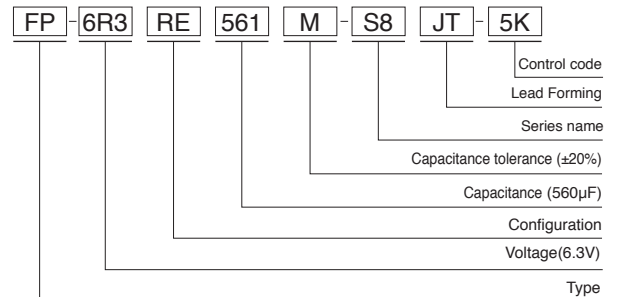 FP-6R3 RE 561 M-S8 JT-5K
Control code
Lead Forming
Series name
Capacitance tolerance (±20%)
Capacitance (560µF)
Configuration
Voltage(6.3V)
Type